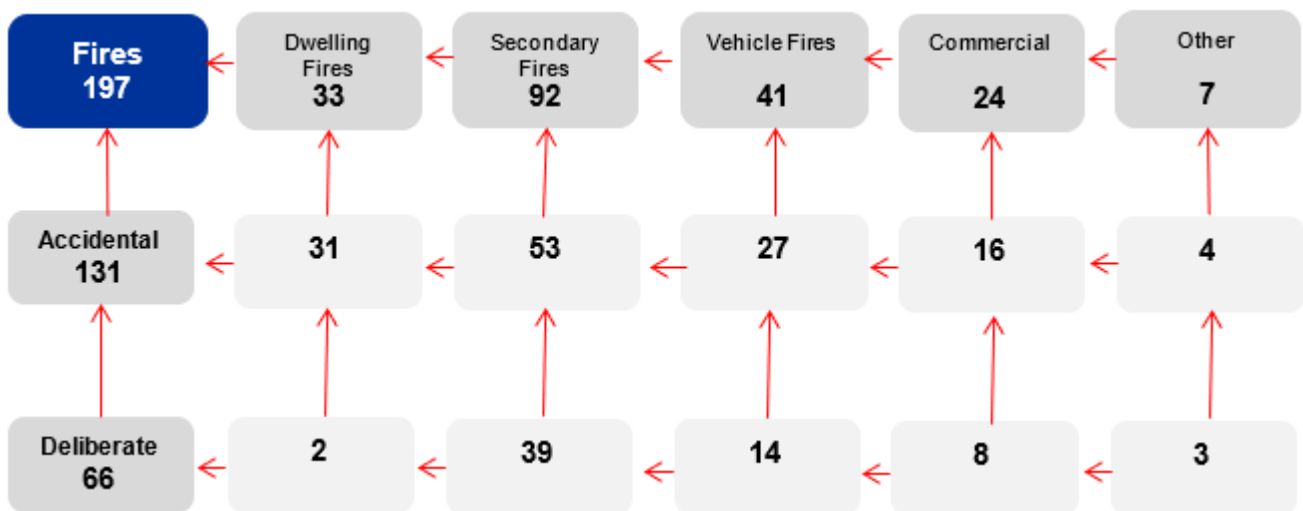 Fires
197
Dwelling
Fires
33
Secondary
Fires
92
Vehicle Fires
41
Commercial
24
Other
7
Accidental
131
31
53
27
16
4
Deliberate
66
2
39
14
8
3